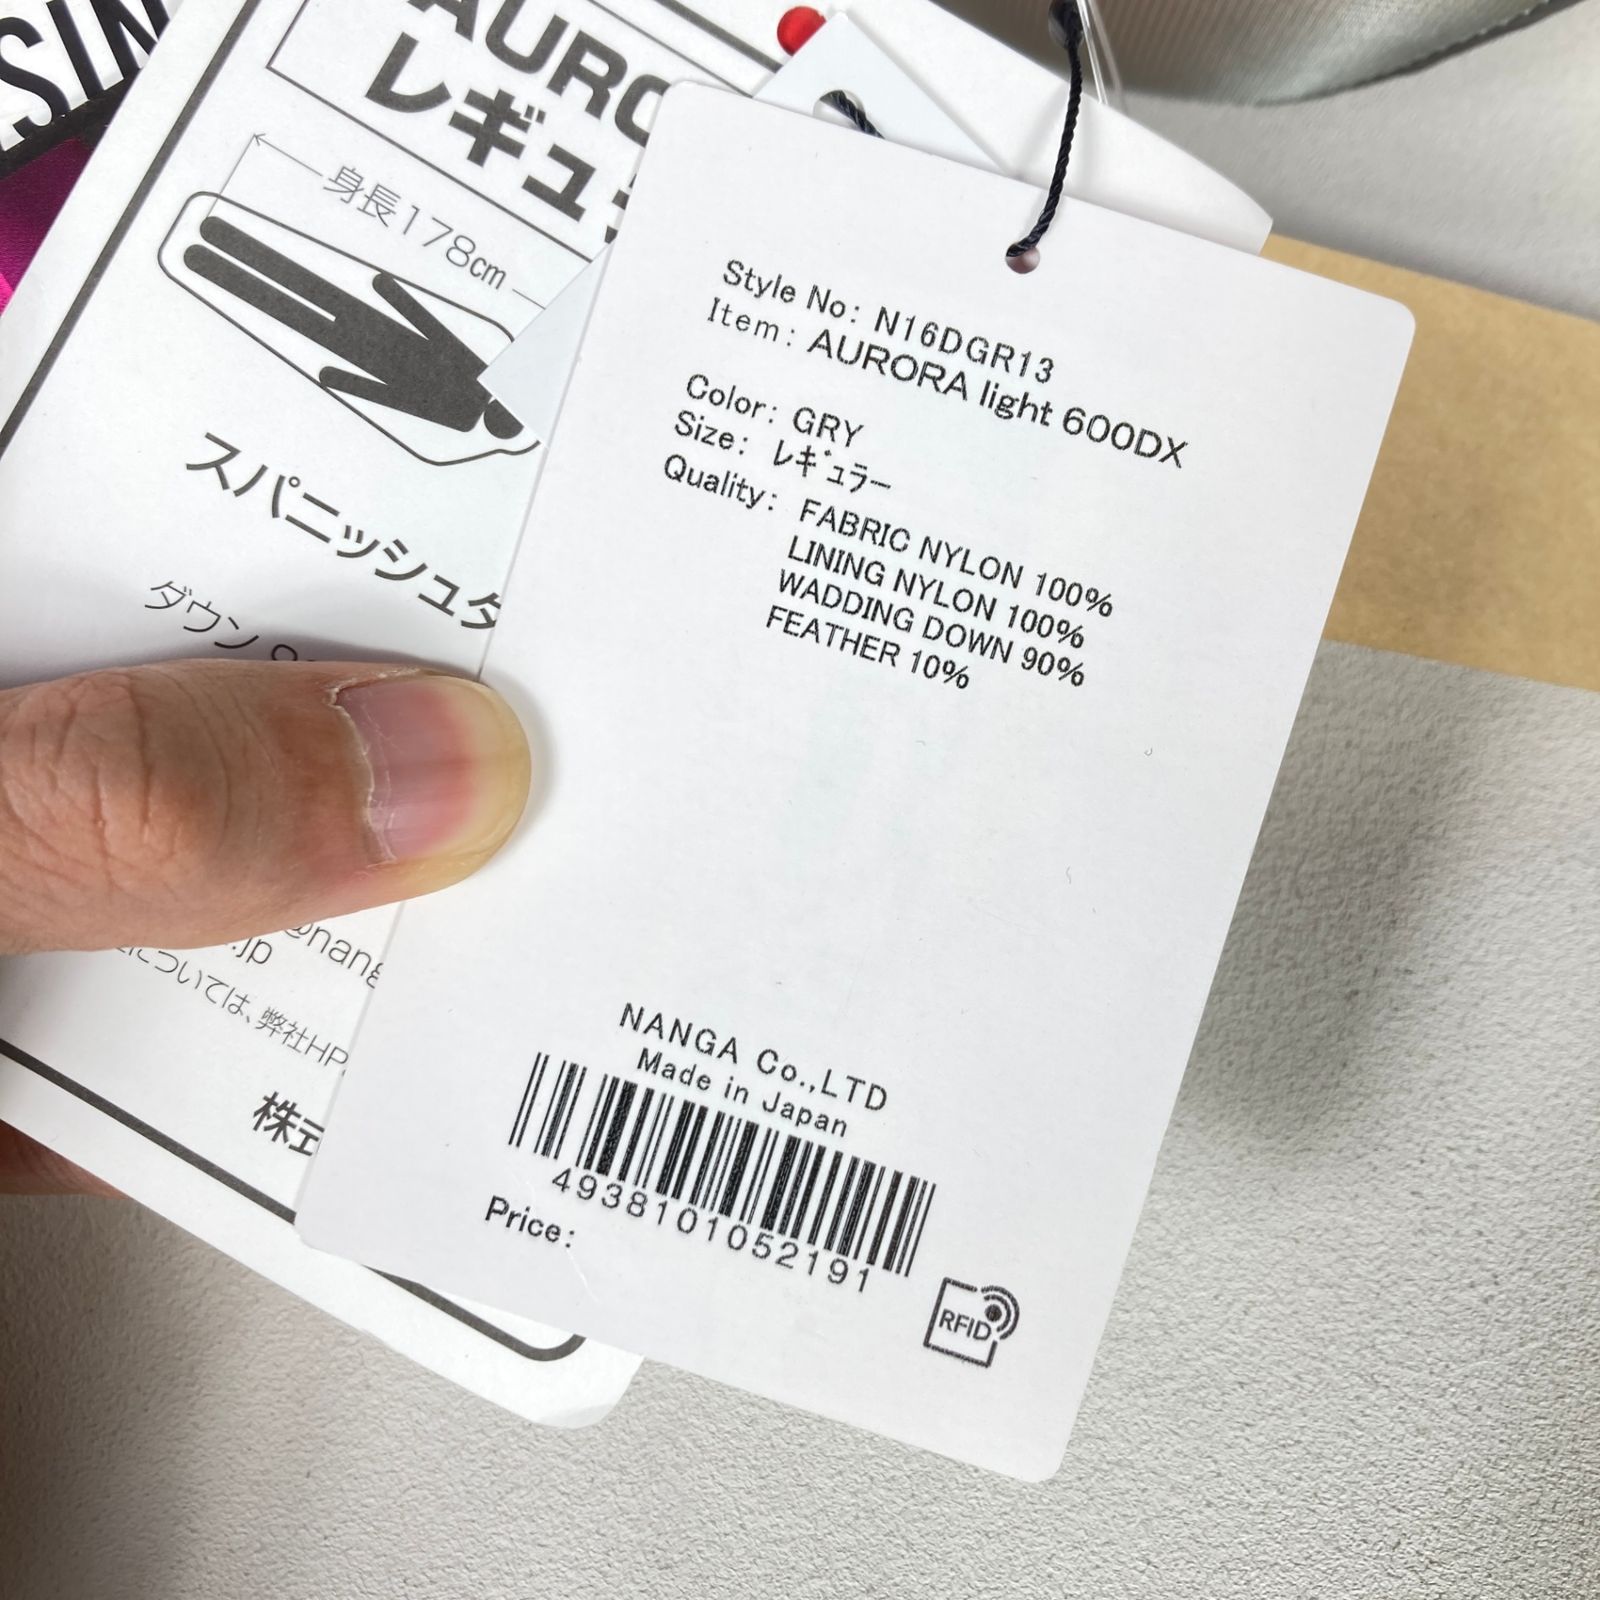 SIN
AURO
レギュ
身長178cm
スパニッシュダ
ダウン
@nang
.jp
については、弊社HP
株式
Style No: N16DGR13
Item: AURORA light 600DX
Color: GRY
Size: レギュラー
Quality: FABRIC NYLON 100%
LINING NYLON 100%
WADDING DOWN 90%
FEATHER 10%
NANGA Co.,LTD
Made in Japan
4938101052191
Price:
RFID